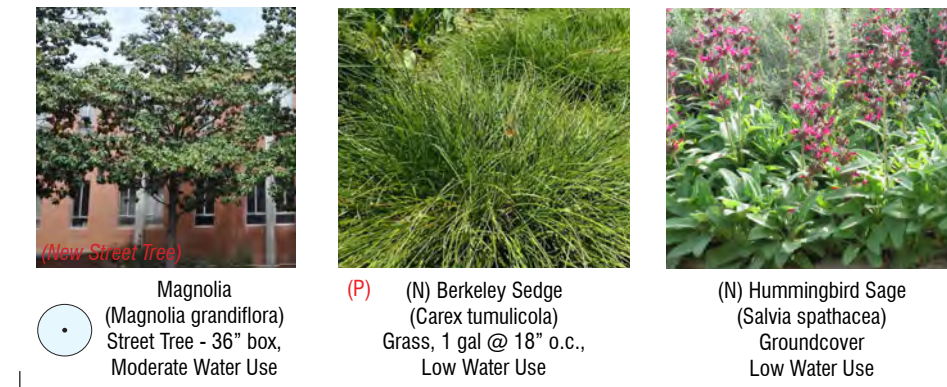 (New Street Tree)
Magnolia
(Magnolia grandiflora)
Street Tree - 36” box,
Moderate Water Use
(P)
(N) Berkeley Sedge
(Carex tumulicola)
Grass, 1 gal @ 18” o.c.,
Low Water Use
(N) Hummingbird Sage
(Salvia spathacea)
Groundcover
Low Water Use